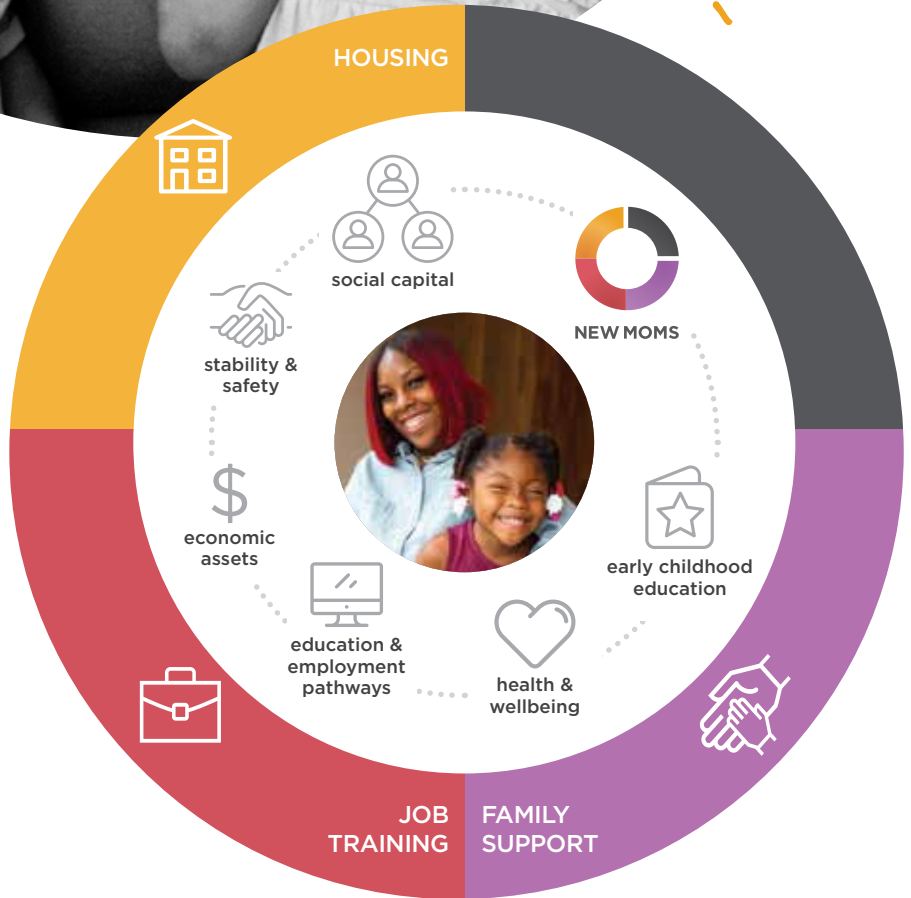 HOUSING
social capital
NEW MOMS
stability &
safety
$
economic
assets
early childhood
education
education &
employment
pathways
health &
wellbeing
JOB
TRAINING
FAMILY
SUPPORT